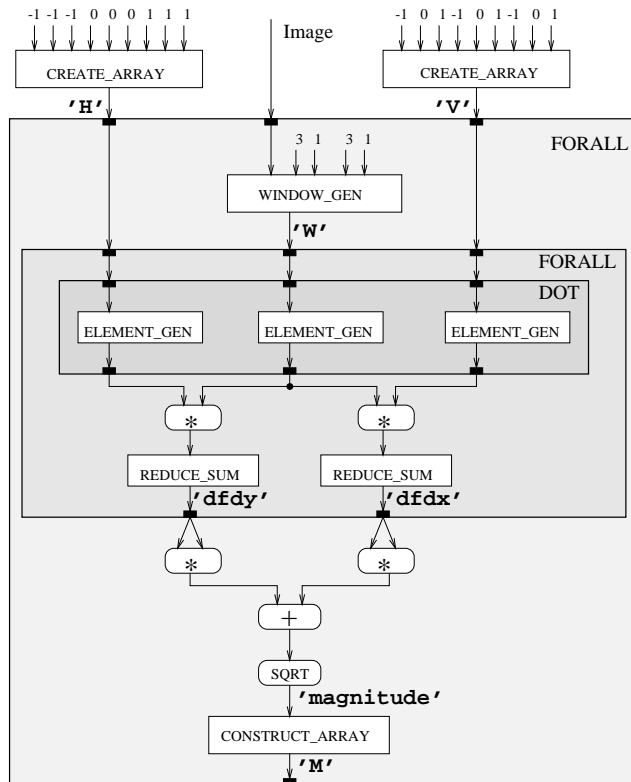 -1 -1 -1 0 0 0 1 1 1
Image
-1 0 1 -1 0 1 -1 0 1
CREATE_ARRAY
CREATE_ARRAY
'H'
'V'
FORALL
3 1 3 1
WINDOW_GEN
'W'
FORALL
DOT
ELEMENT_GEN
ELEMENT_GEN
ELEMENT_GEN
* *
REDUCE_SUM
REDUCE_SUM
'dfdy'
'dfdx'
* *
+
SQRT
'magnitude'
CONSTRUCT_ARRAY
'M'